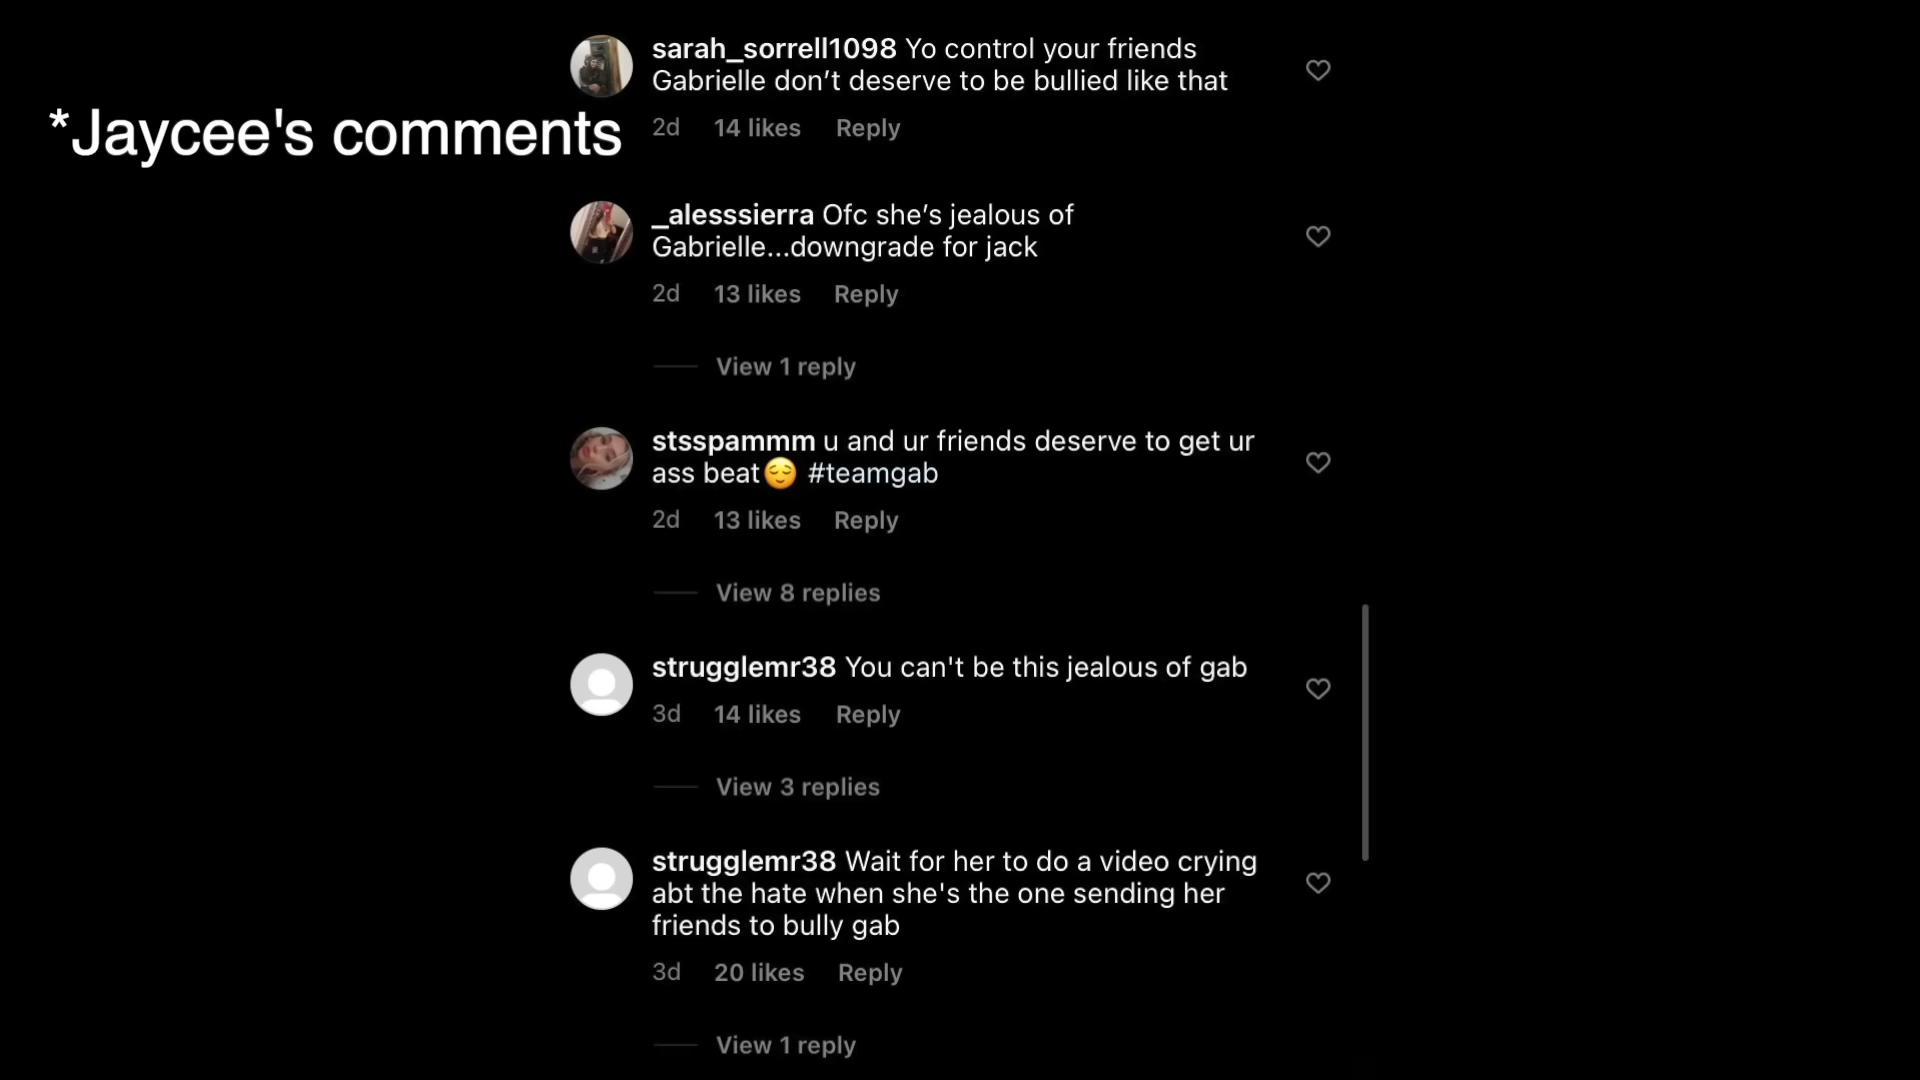 *Jaycee's comments
sarah_sorrell1098 Yo control your friends
Gabrielle don’t deserve to be bullied like that
2d 14 likes Reply
_alesssierra Ofc she’s jealous of
Gabrielle...downgrade for jack
2d 13 likes Reply
View 1 reply
stsspammm u and ur friends deserve to get ur
ass beat😌 #teamgab
2d 13 likes Reply
View 8 replies
strugglemr38 You can't be this jealous of gab
3d 14 likes Reply
View 3 replies
strugglemr38 Wait for her to do a video crying
abt the hate when she's the one sending her
friends to bully gab
3d 20 likes Reply
View 1 reply